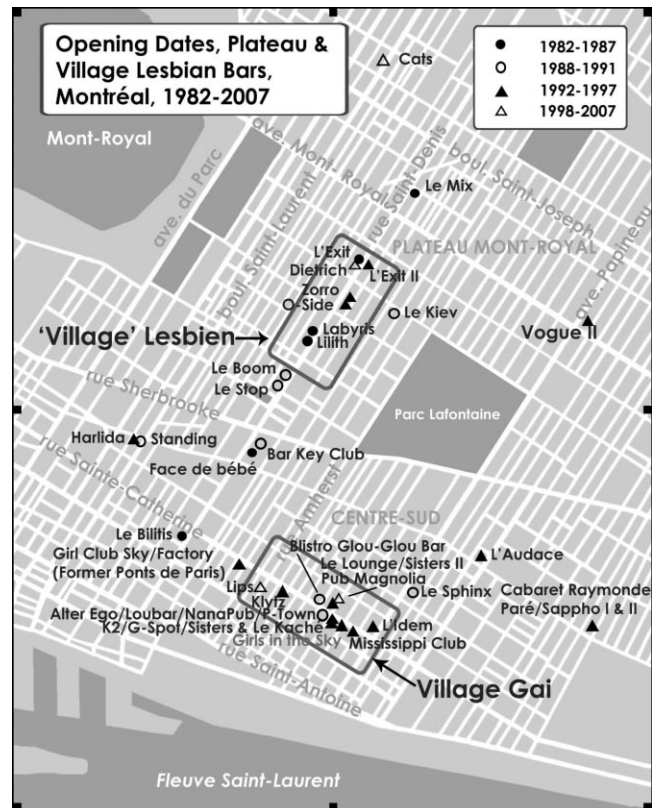 Opening Dates, Plateau &
Village Lesbian Bars,
Montréal, 1982-2007
1982-1987
1988-1991
1992-1997
1998-2007
Cats
Mont-Royal
ave. du Parc
boul. Saint-Laurent
ave. Mont-Royal
rue Saint-Denis
boul. Saint-Joseph
ave. Papineau
Le Mix
PLATEAU MONT-ROYAL
L'Exit
Dietrich
L'Exit II
Zorro
-Side
Le Kiev
Vogue II
'Village' Lesbien
Labyris
Lilith
Le Boom
Le Stop
rue Sherbrooke
Parc Lafontaine
Harlida
Standing
Bar Key Club
Face de bébé
rue Sainte-Catherine
rue Amherst
CENTRE-SUD
Le Bilitis
Blistro Glou-Glou Bar
Girl Club Sky/Factory
(Former Ponts de Paris)
Le Lounge/Sisters II
Pub Magnolia
L'Audace
Lips
Klytz
Le Sphinx
Cabaret Raymonde
Paré/Sappho I & II
Alter Ego/Loubar/NanaPub/P-Town
K2/G-Spot/Sisters & Le Kaché
L'Idem
Girls in the Sky
Mississippi Club
rue Saint-Antoine
Village Gai
Fleuve Saint-Laurent